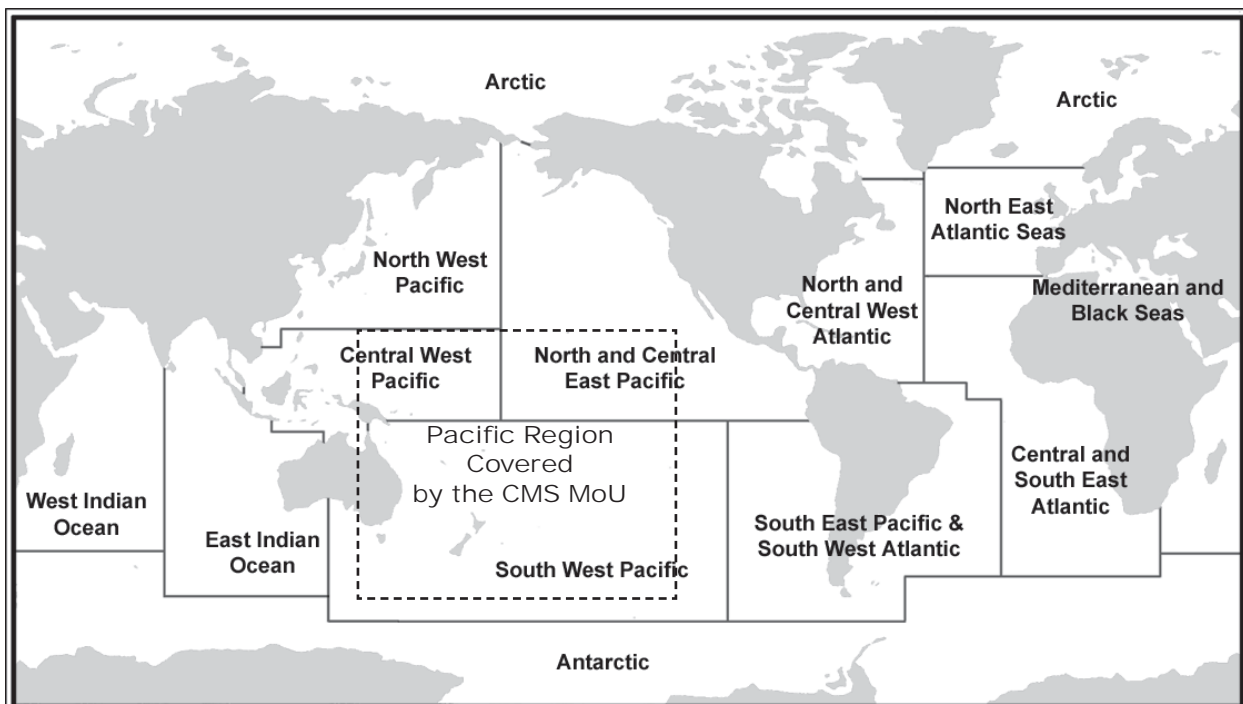 Arctic
Arctic
North East
Atlantic Seas
North West
Pacific
North and
Central West
Atlantic
Mediterranean and
Black Seas
Central West
Pacific
North and Central
East Pacific
Pacific Region
Covered
by the CMS MoU
Central and
South East
Atlantic
West Indian
Ocean
East Indian
Ocean
South East Pacific &
South West Atlantic
South West Pacific
Antarctic